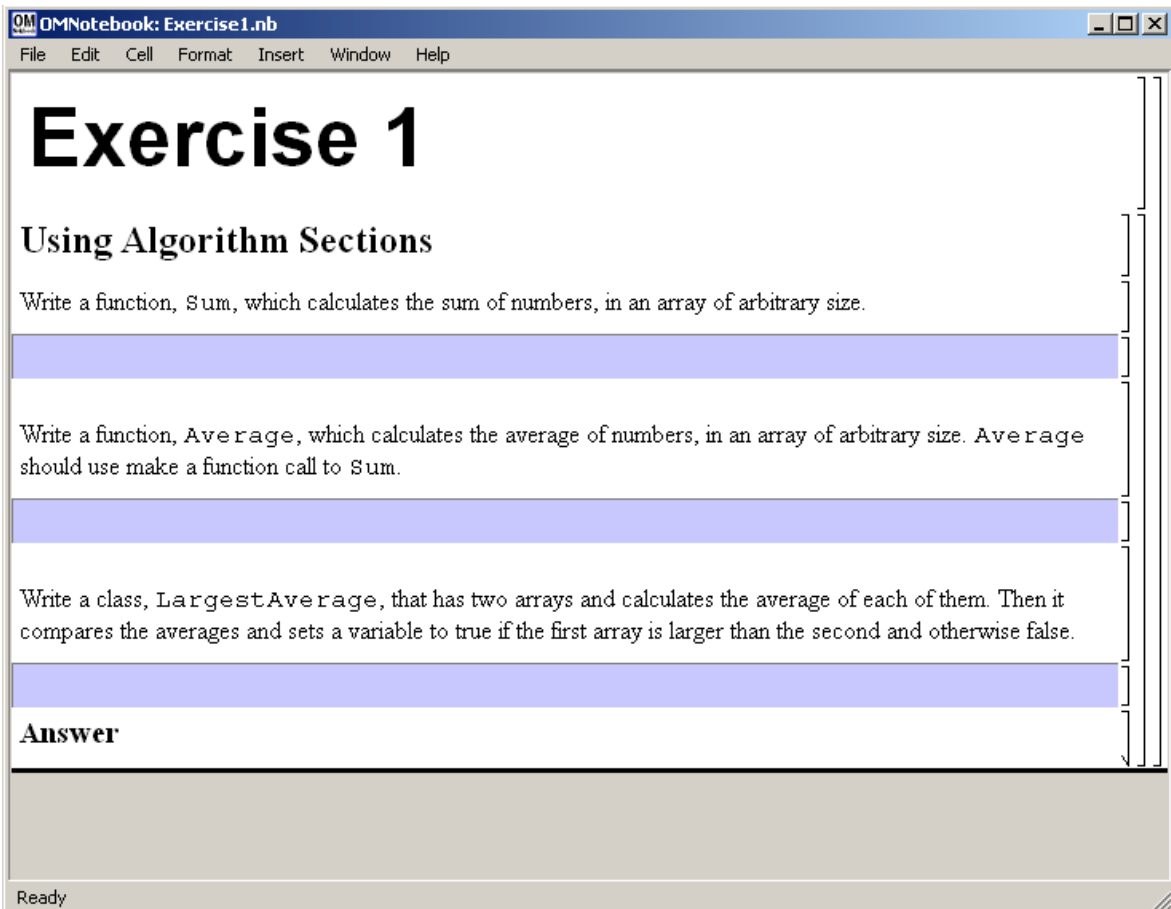 OMNotebook: Exercise1.nb
File Edit Cell Format Insert Window Help
Exercise 1
Using Algorithm Sections
Write a function, Sum, which calculates the sum of numbers, in an array of arbitrary size.
Write a function, Average, which calculates the average of numbers, in an array of arbitrary size. Average
should use make a function call to Sum.
Write a class, LargestAverage, that has two arrays and calculates the average of each of them. Then it
compares the averages and sets a variable to true if the first array is larger than the second and otherwise false.
Answer
Ready